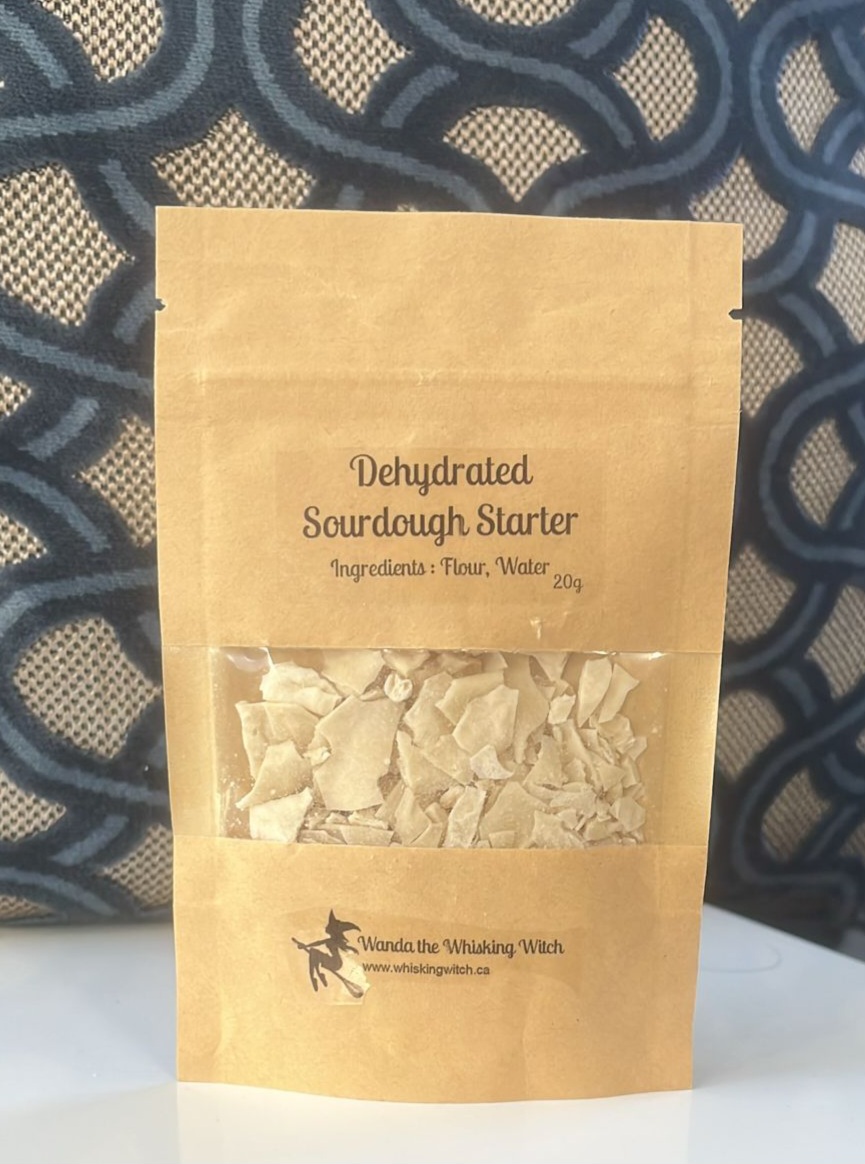 Dehydrated
Sourdough Starter
Ingredients : Flour, Water
20g
Wanda the Whisking Witch
www.whiskingwitch.ca